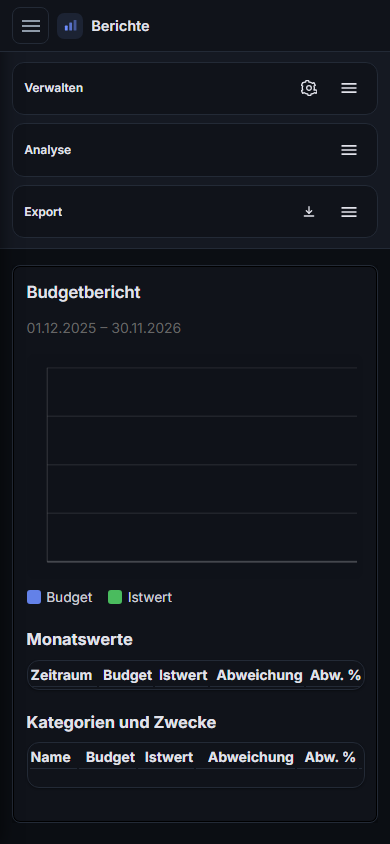 Berichte
Verwalten
Analyse
Export
Budgetbericht
01.12.2025 – 30.11.2026
Budget Istwert
Monatswerte
Zeitraum Budget Istwert Abweichung Abw. %
Kategorien und Zwecke
Name Budget Istwert Abweichung Abw. %